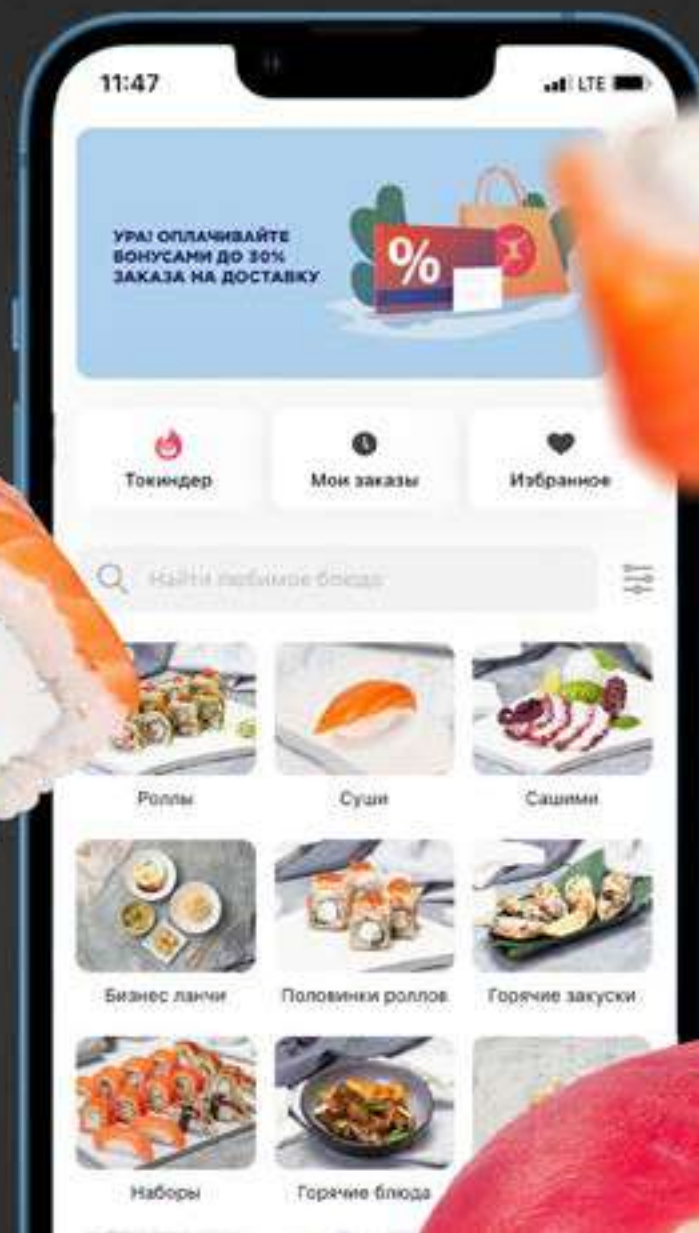 11:47
LTE
УРА! ОПЛАЧИВАЙТЕ
БОНУСАМИ ДО 30%
ЗАКАЗА НА ДОСТАВКУ
%
Токиндер
Мои заказы
Избранное
Найти любимое блюдо
Роллы
Суши
Сашими
Бизнес ланчи
Половинки роллов
Горячие закуски
Наборы
Горячие блюда